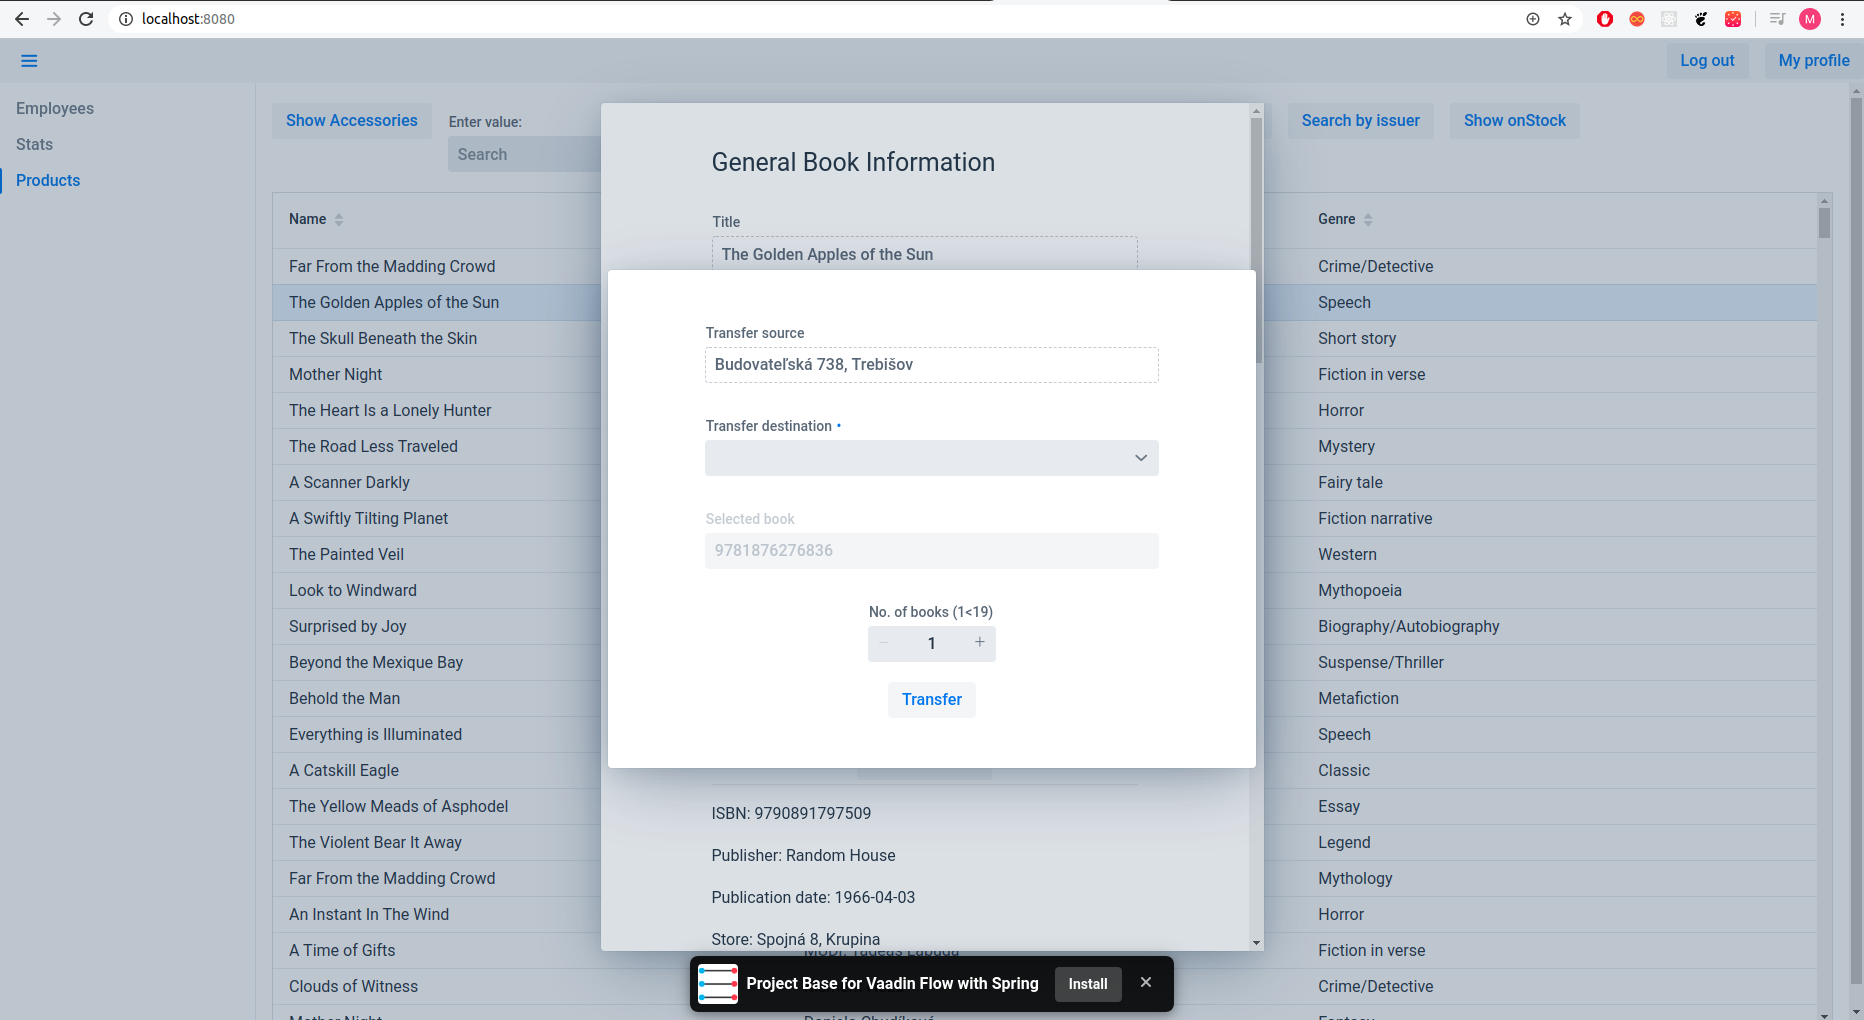 localhost:8080
M
Log out
My profile
Employees
Stats
Products
Show Accessories
Enter value:
Search
Search by issuer
Show onStock
Name
Genre
Far From the Madding Crowd
Crime/Detective
The Golden Apples of the Sun
Speech
The Skull Beneath the Skin
Short story
Mother Night
Fiction in verse
The Heart Is a Lonely Hunter
Horror
The Road Less Traveled
Mystery
A Scanner Darkly
Fairy tale
A Swiftly Tilting Planet
Fiction narrative
The Painted Veil
Western
Look to Windward
Mythopoeia
Surprised by Joy
Biography/Autobiography
Beyond the Mexique Bay
Suspense/Thriller
Behold the Man
Metafiction
Everything is Illuminated
Speech
A Catskill Eagle
Classic
The Yellow Meads of Asphodel
Essay
The Violent Bear It Away
Legend
Far From the Madding Crowd
Mythology
An Instant In The Wind
Horror
A Time of Gifts
Fiction in verse
Clouds of Witness
Crime/Detective
Mother Night
General Book Information
Title
The Golden Apples of the Sun
Transfer source
Budovateľská 738, Trebišov
Transfer destination •
Selected book
9781876276836
No. of books (1<19)
− 1 +
Transfer
ISBN: 9790891797509
Publisher: Random House
Publication date: 1966-04-03
Store: Spojná 8, Krupina
Project Base for Vaadin Flow with Spring
Install